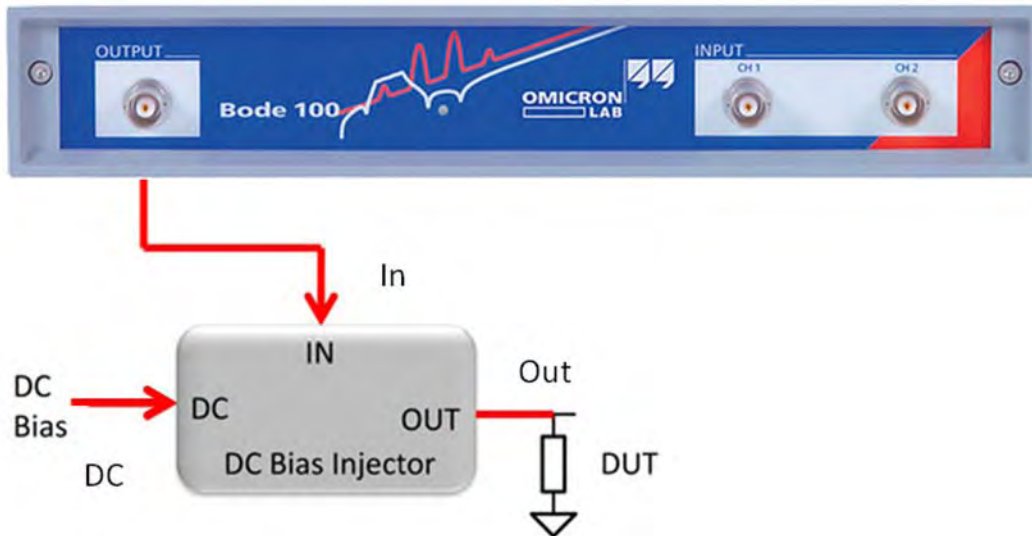 OUTPUT
INPUT
CH 1
CH 2
Bode 100
OMICRON
LAB
In
IN
DC
Bias
DC
OUT
Out
DC Bias Injector
DC
DUT